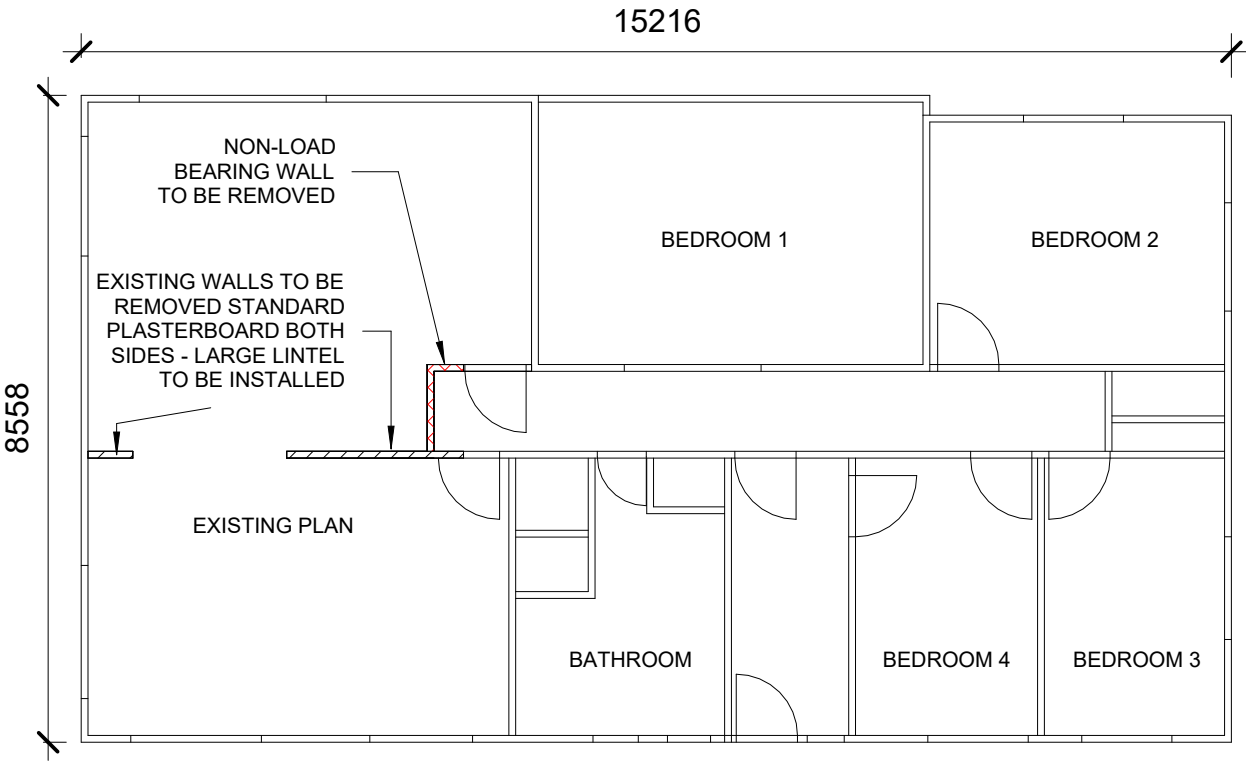 15216
NON-LOAD
BEARING WALL
TO BE REMOVED
BEDROOM 1
BEDROOM 2
EXISTING WALLS TO BE
REMOVED STANDARD
PLASTERBOARD BOTH
SIDES - LARGE LINTEL
TO BE INSTALLED
8558
EXISTING PLAN
BATHROOM
BEDROOM 4
BEDROOM 3